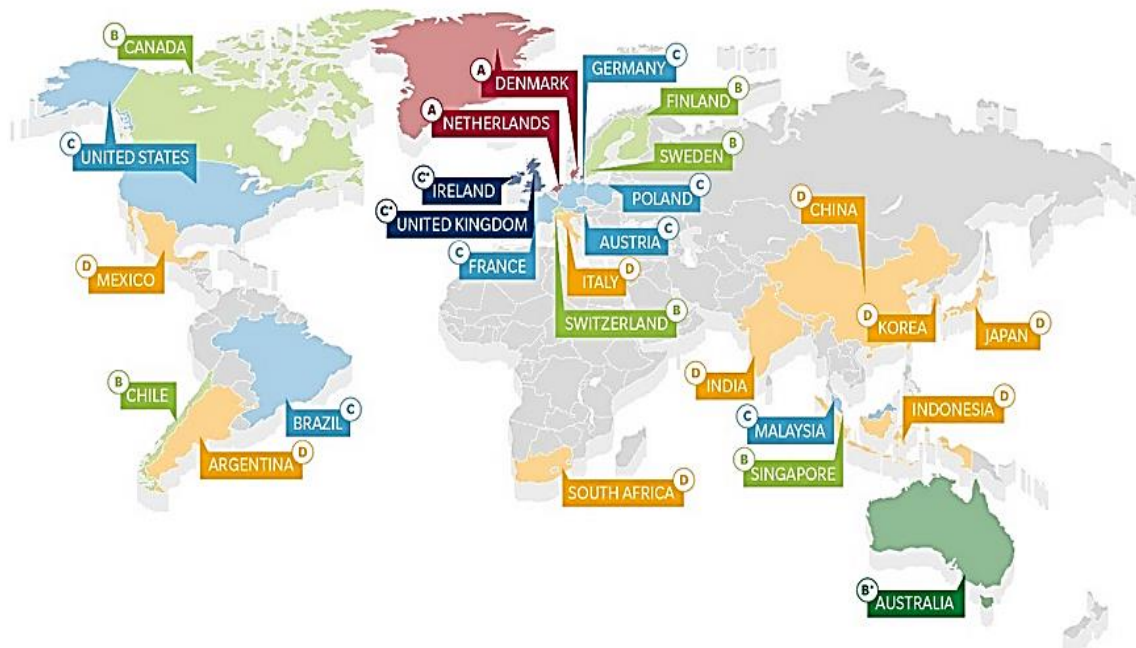 B
CANADA
C
UNITED STATES
D
MEXICO
B
CHILE
BRAZIL
C
ARGENTINA
D
A
DENMARK
A
NETHERLANDS
GERMANY
C
FINLAND
B
SWEDEN
B
C*
IRELAND
C*
UNITED KINGDOM
C
FRANCE
POLAND
C
AUSTRIA
C
ITALY
D
SWITZERLAND
B
SOUTH AFRICA
D
D
CHINA
D
KOREA
JAPAN
D
D
INDIA
C
MALAYSIA
B
SINGAPORE
INDONESIA
D
B+
AUSTRALIA